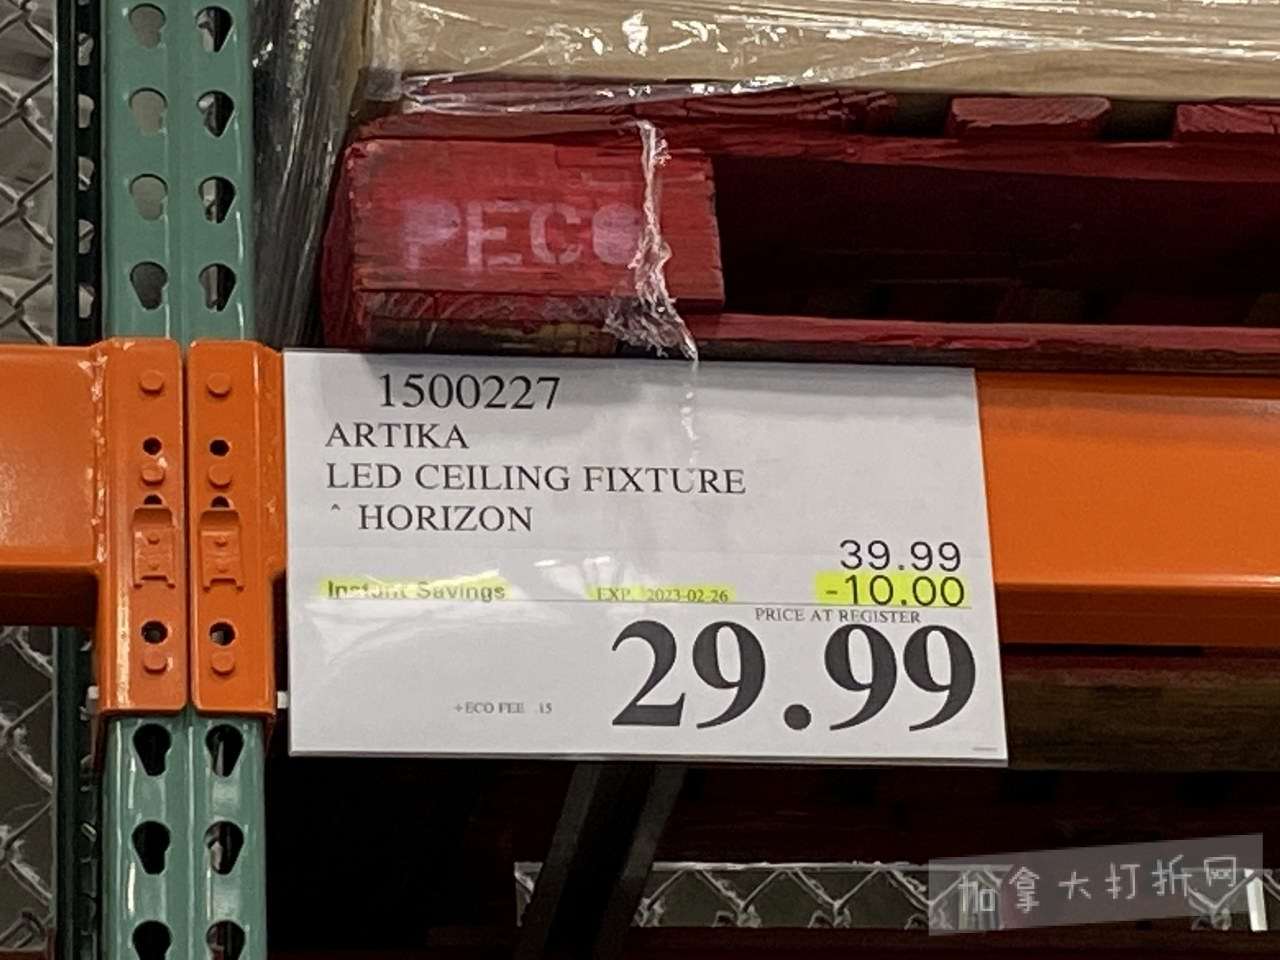 PECO
1500227
ARTIKA
LED CEILING FIXTURE
^ HORIZON
39.99
Instant Savings EXP. 2023-02-26 -10.00
PRICE AT REGISTER
29.99
+ECO FEE .15
加拿大打折网